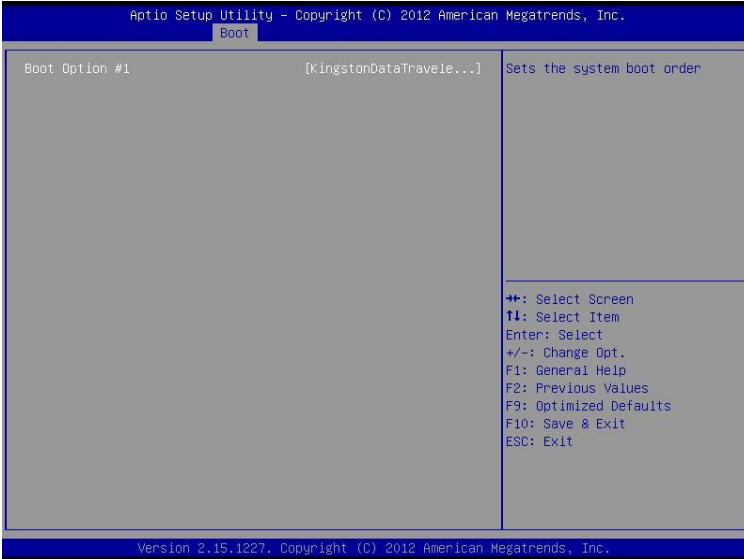 Aptio Setup Utility – Copyright (C) 2012 American Megatrends, Inc.
Boot
Boot Option #1 [KingstonDataTravele...]
Sets the system boot order
→←: Select Screen
↑↓: Select Item
Enter: Select
+/-: Change Opt.
F1: General Help
F2: Previous Values
F9: Optimized Defaults
F10: Save & Exit
ESC: Exit
Version 2.15.1227. Copyright (C) 2012 American Megatrends, Inc.